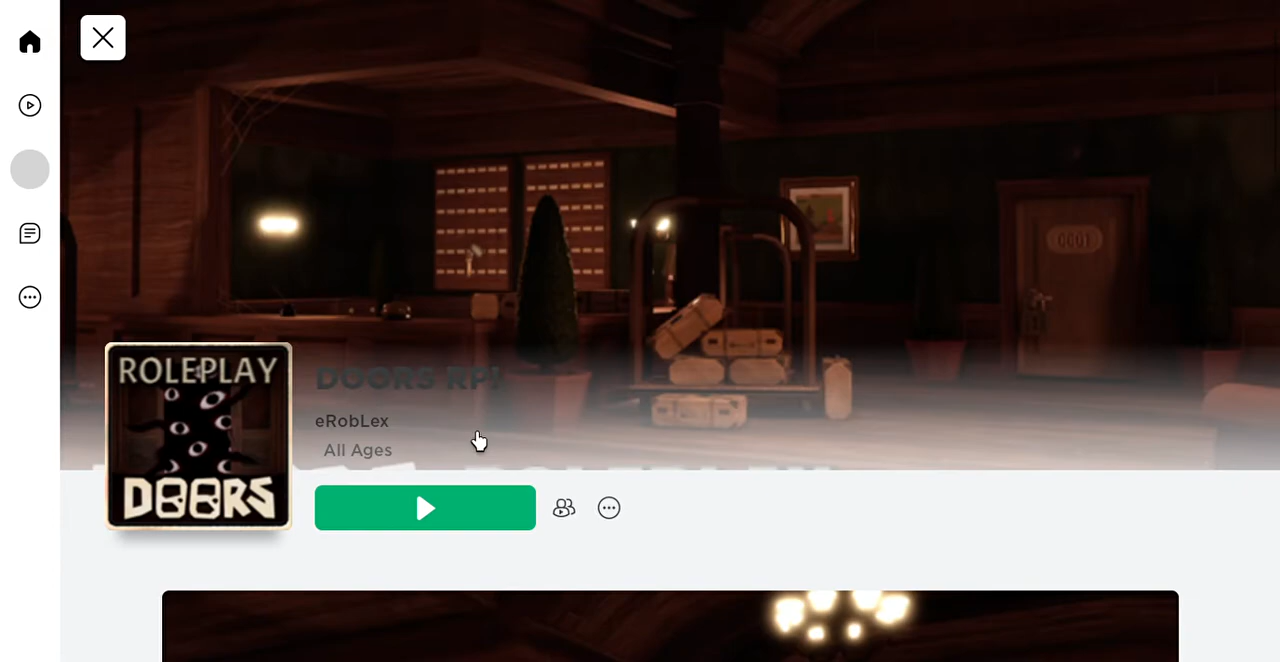 0001
ROLEPLAY
DOORS
DOORS RP!
eRobLex
All Ages